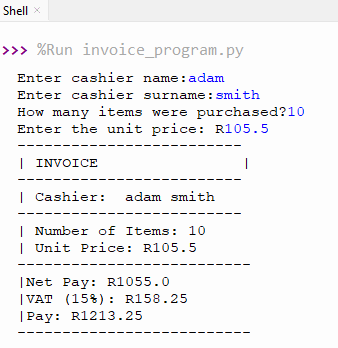 Shell ×
>>> %Run invoice_program.py
Enter cashier name:adam
Enter cashier surname:smith
How many items were purchased?10
Enter the unit price: R105.5
-------------------------
| INVOICE                |
-------------------------
| Cashier:  adam smith
-------------------------
| Number of Items: 10
| Unit Price: R105.5
--------------------------
|Net Pay: R1055.0
|VAT (15%): R158.25
|Pay: R1213.25
--------------------------